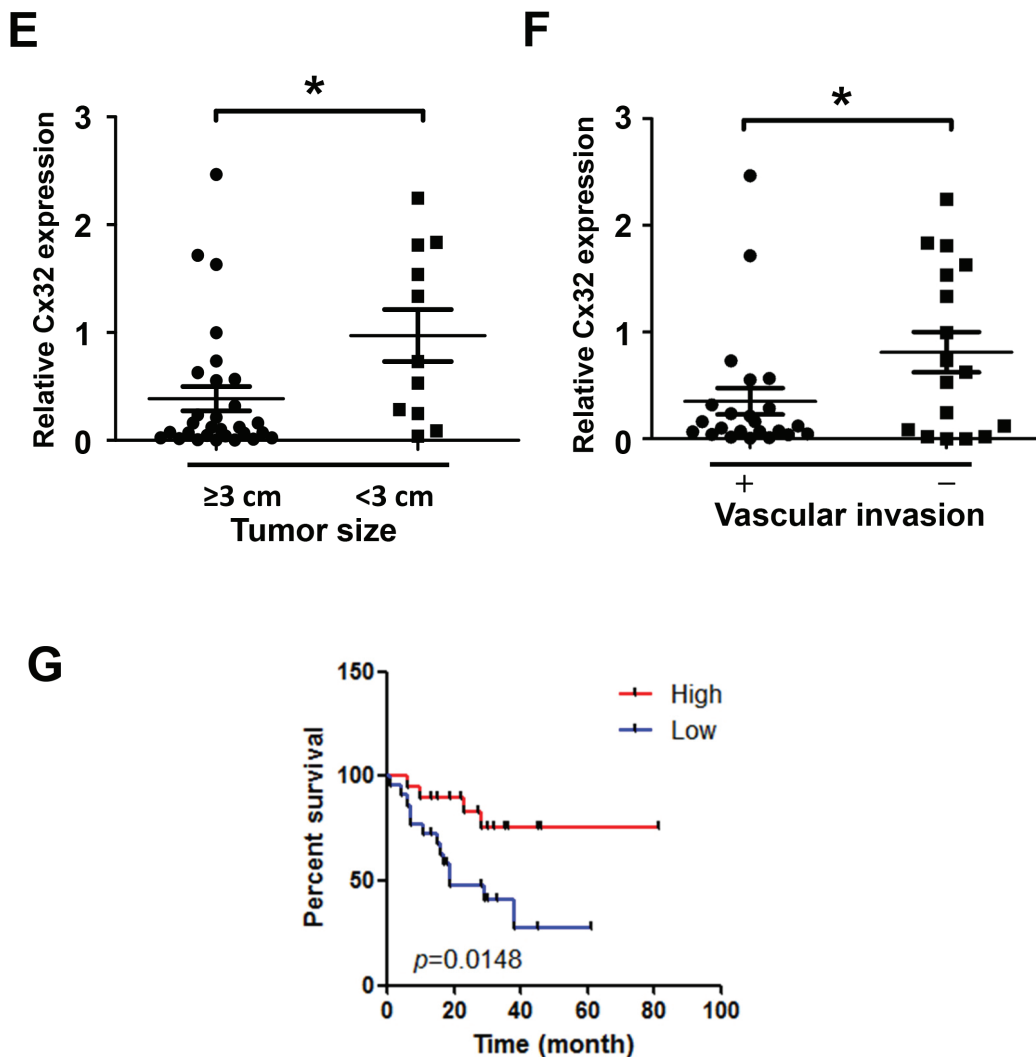 E
F
*
*
Relative Cx32 expression
3
2
1
0
≥3 cm
<3 cm
Tumor size
Relative Cx32 expression
3
2
1
0
+
−
Vascular invasion
G
Percent survival
150
100
50
0
High
Low
p=0.0148
0 20 40 60 80 100
Time (month)